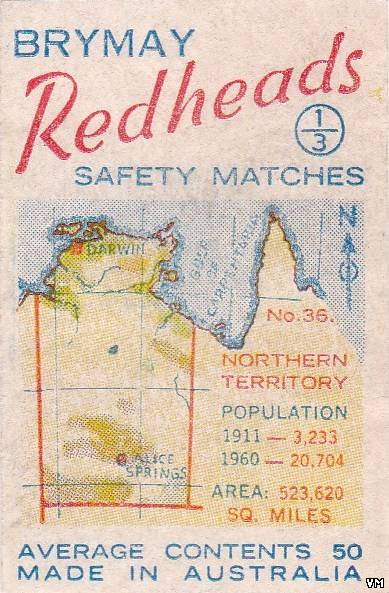 BRYMAY
Redheads
1/3
SAFETY MATCHES
DARWIN
GULF OF CARPENTARIA
N
No. 36.
NORTHERN
TERRITORY
POPULATION
1911 — 3,233
1960 — 20,704
ALICE
SPRINGS
AREA: 523,620
SQ. MILES
AVERAGE CONTENTS 50
MADE IN AUSTRALIA
VM